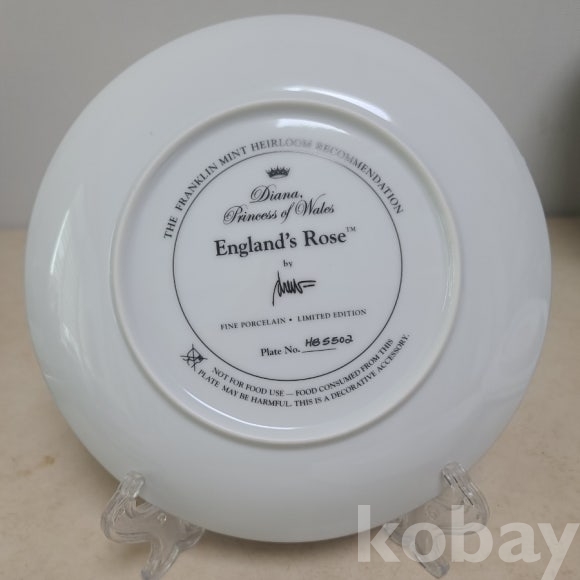 THE FRANKLIN MINT HEIRLOOM RECOMMENDATION
Diana,
Princess of Wales
England's Rose™
by
FINE PORCELAIN • LIMITED EDITION
Plate No. HB5502
NOT FOR FOOD USE — FOOD CONSUMED FROM THIS
PLATE MAY BE HARMFUL. THIS IS A DECORATIVE ACCESSORY.
kobay